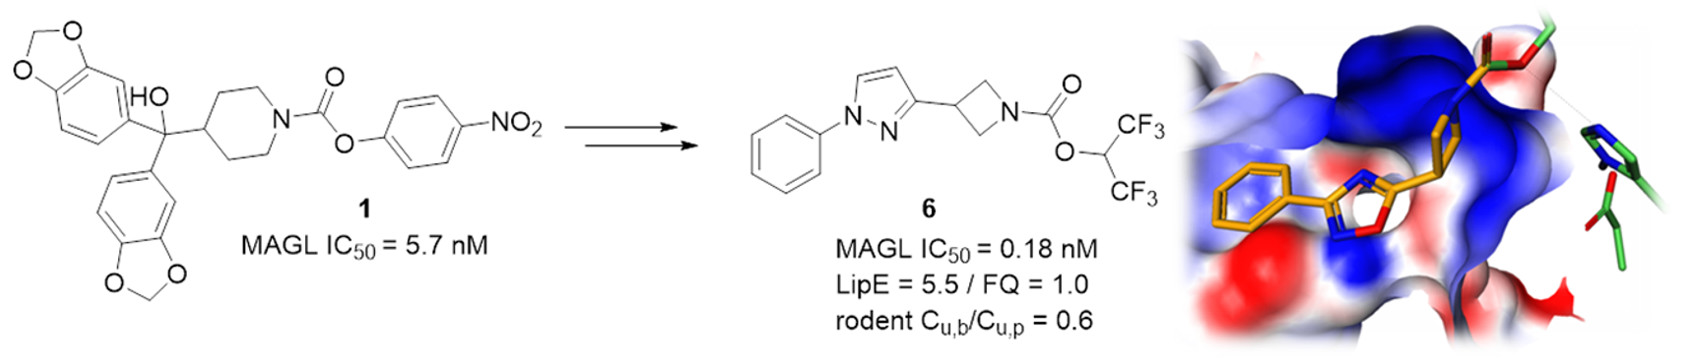 O
O
HO
N
O
O
NO₂
O
O
1
MAGL IC₅₀ = 5.7 nM
N
N
N
O
O
CF₃
CF₃
6
MAGL IC₅₀ = 0.18 nM
LipE = 5.5 / FQ = 1.0
rodent Cᵤ,b/Cᵤ,p = 0.6